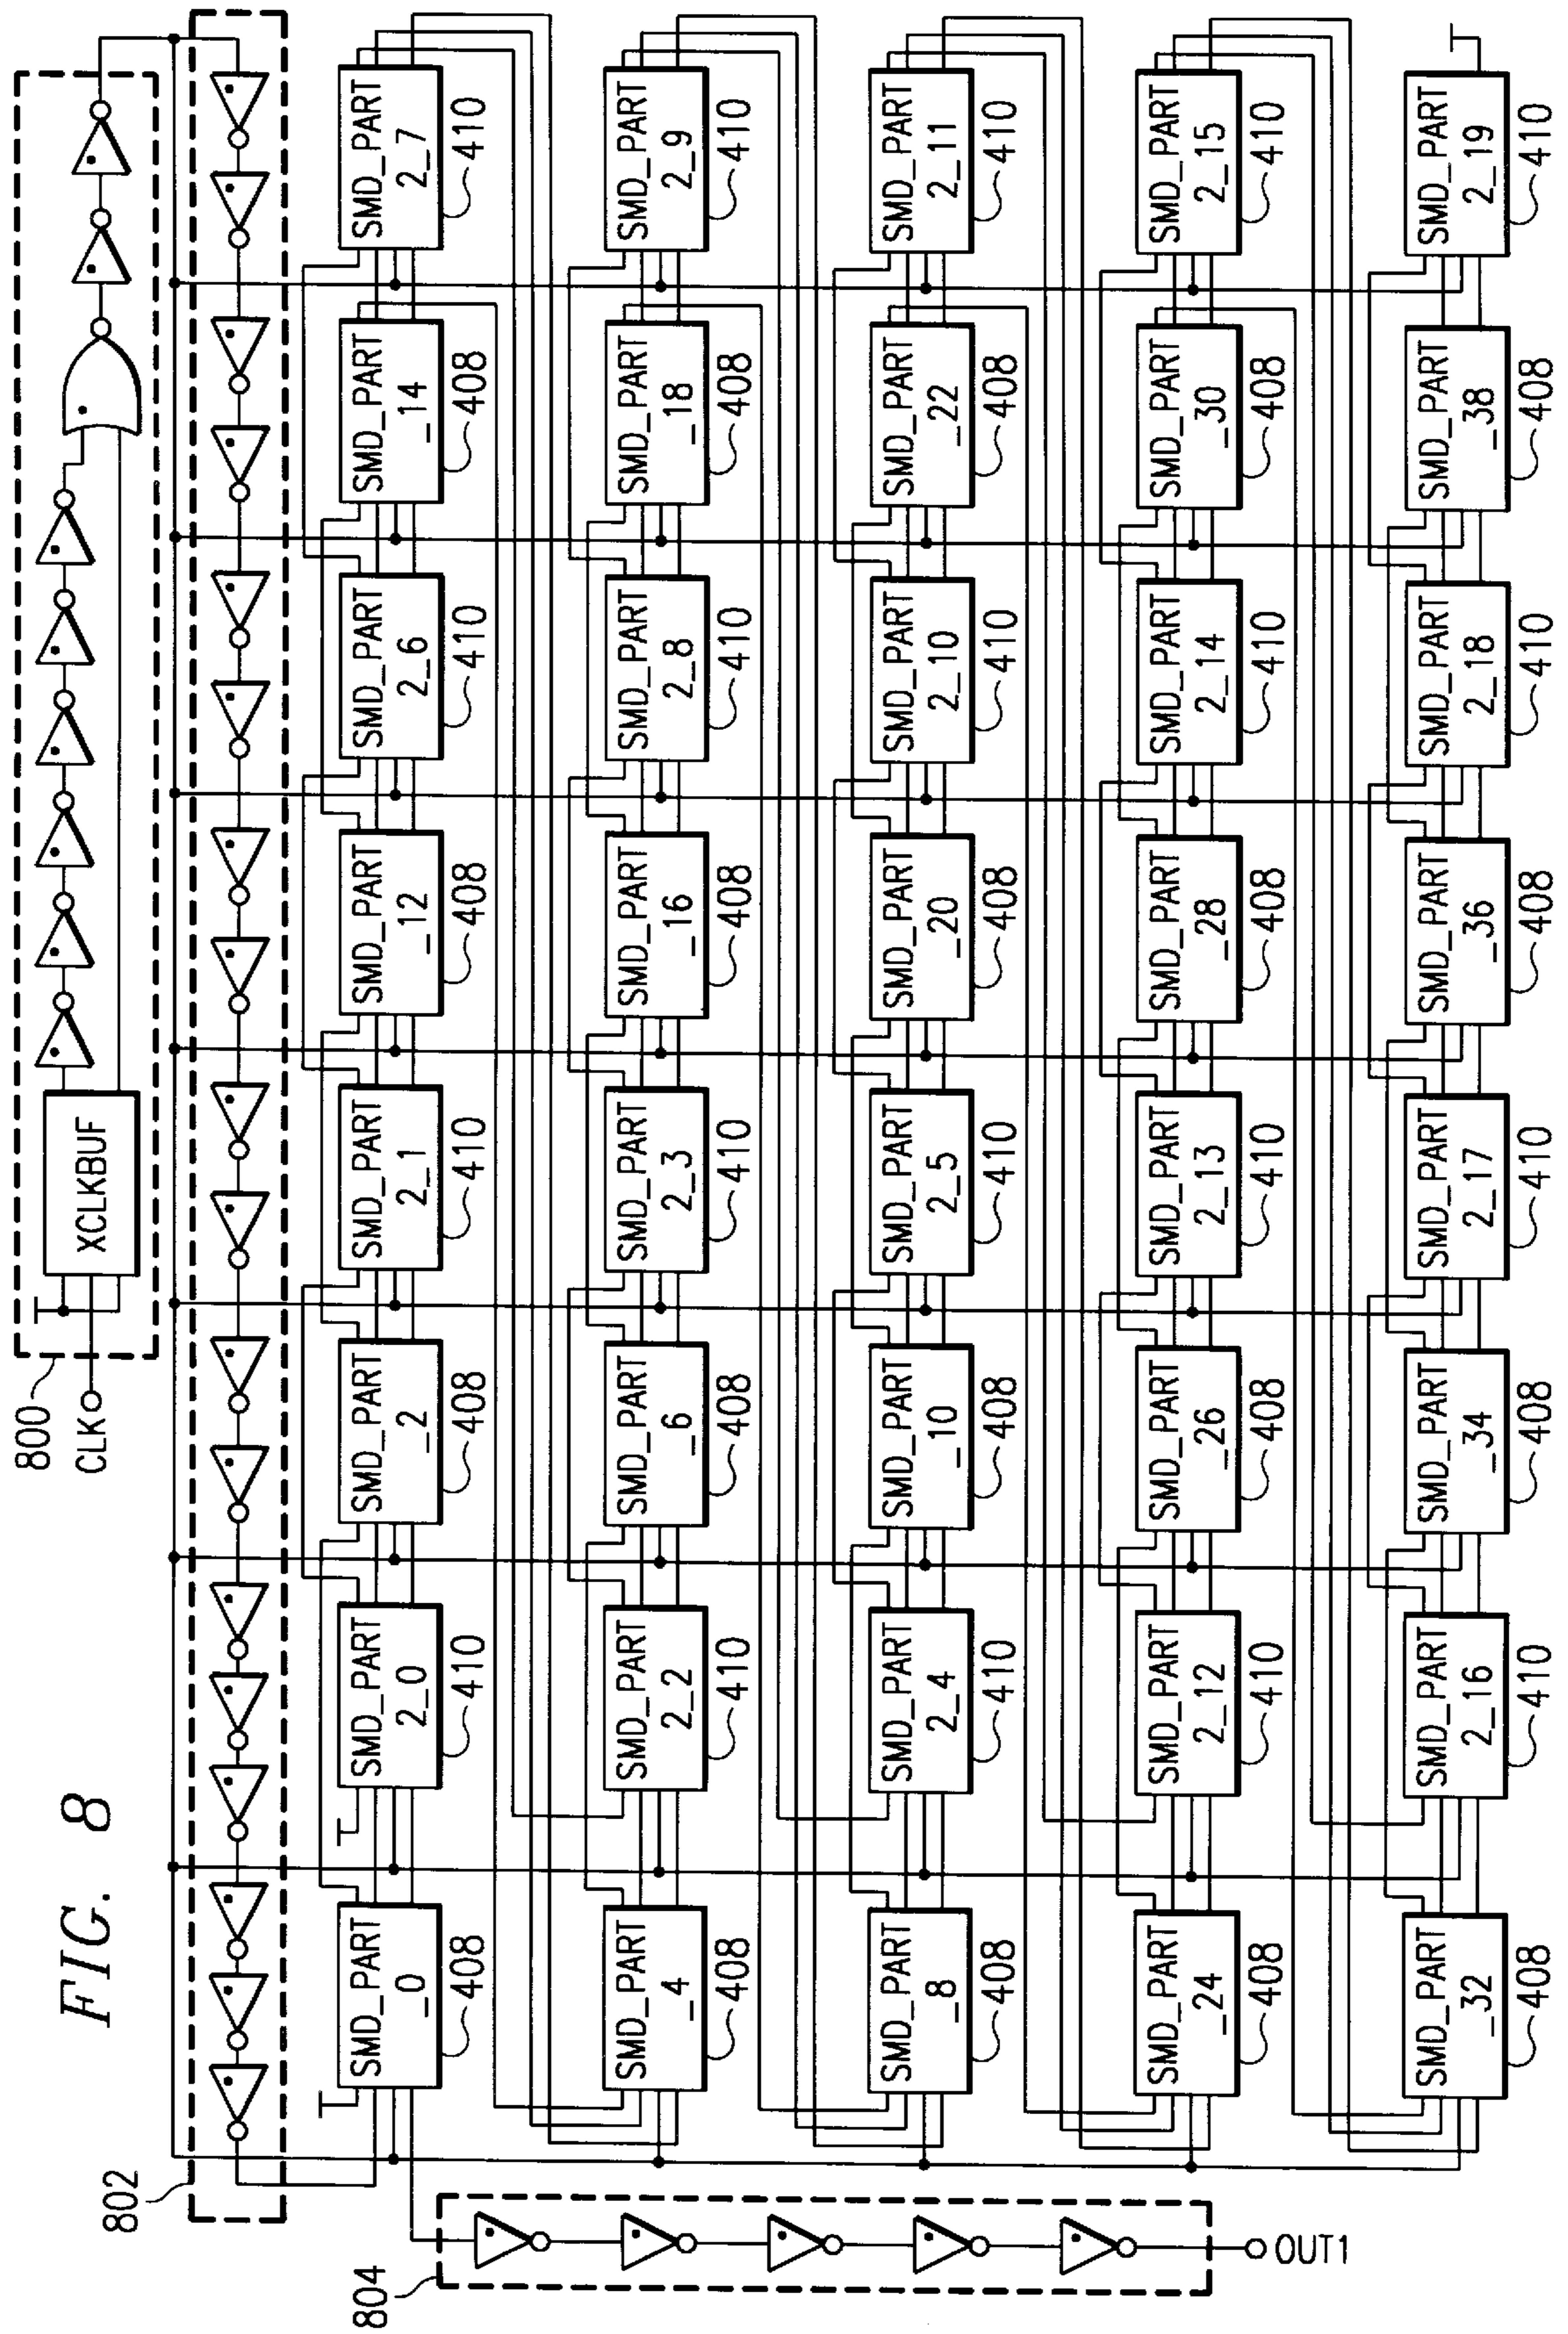 FIG. 8
800
CLK
XCLKBUF
802
SMD_PART
_0
408
SMD_PART
2_0
410
SMD_PART
_2
408
SMD_PART
2_1
410
SMD_PART
_12
408
SMD_PART
2_6
410
SMD_PART
_14
408
SMD_PART
2_7
410
SMD_PART
_4
408
SMD_PART
2_2
410
SMD_PART
_6
408
SMD_PART
2_3
410
SMD_PART
_16
408
SMD_PART
2_8
410
SMD_PART
_18
408
SMD_PART
2_9
410
SMD_PART
_8
408
SMD_PART
2_4
410
SMD_PART
_10
408
SMD_PART
2_5
410
SMD_PART
_20
408
SMD_PART
2_10
410
SMD_PART
_22
408
SMD_PART
2_11
410
SMD_PART
_24
408
SMD_PART
2_12
410
SMD_PART
_26
408
SMD_PART
2_13
410
SMD_PART
_28
408
SMD_PART
2_14
410
SMD_PART
_30
408
SMD_PART
2_15
410
SMD_PART
_32
408
SMD_PART
2_16
410
SMD_PART
_34
408
SMD_PART
2_17
410
SMD_PART
_36
408
SMD_PART
2_18
410
SMD_PART
_38
408
SMD_PART
2_19
410
804
OUT1